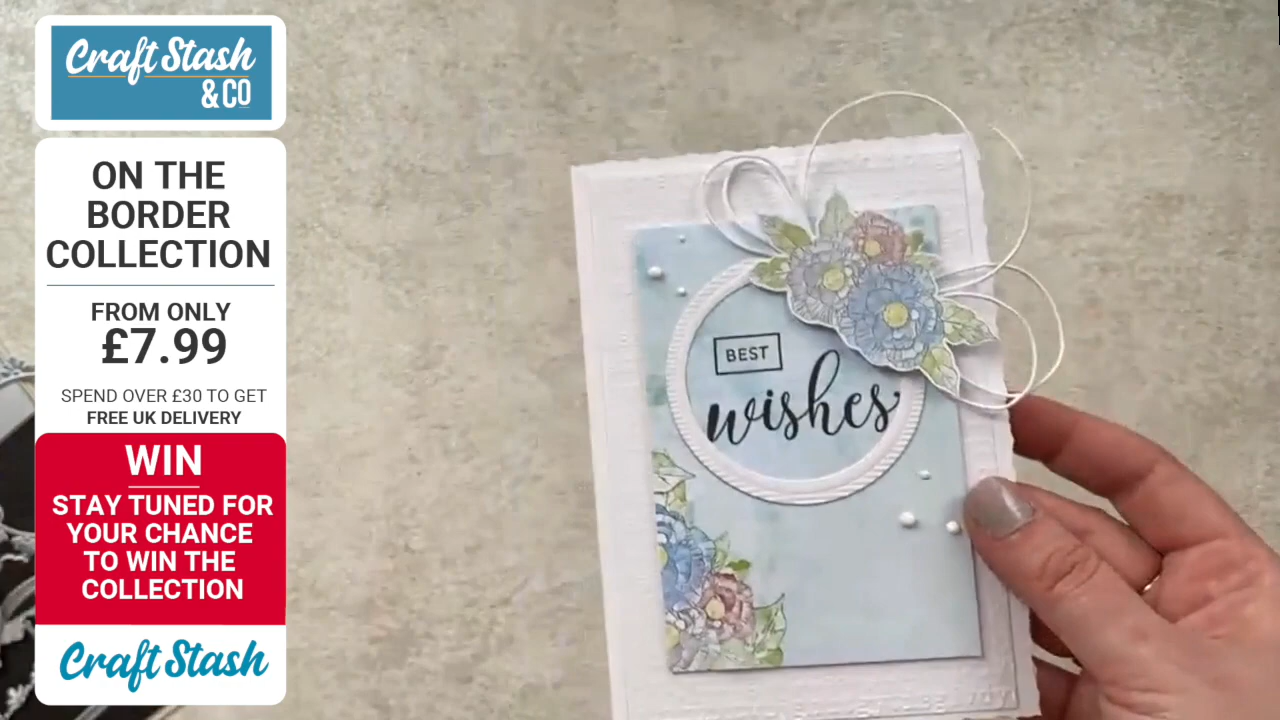 Craft Stash
& CO
ON THE
BORDER
COLLECTION
FROM ONLY
£7.99
SPEND OVER £30 TO GET
FREE UK DELIVERY
WIN
STAY TUNED FOR
YOUR CHANCE
TO WIN THE
COLLECTION
Craft Stash
BEST
wishes